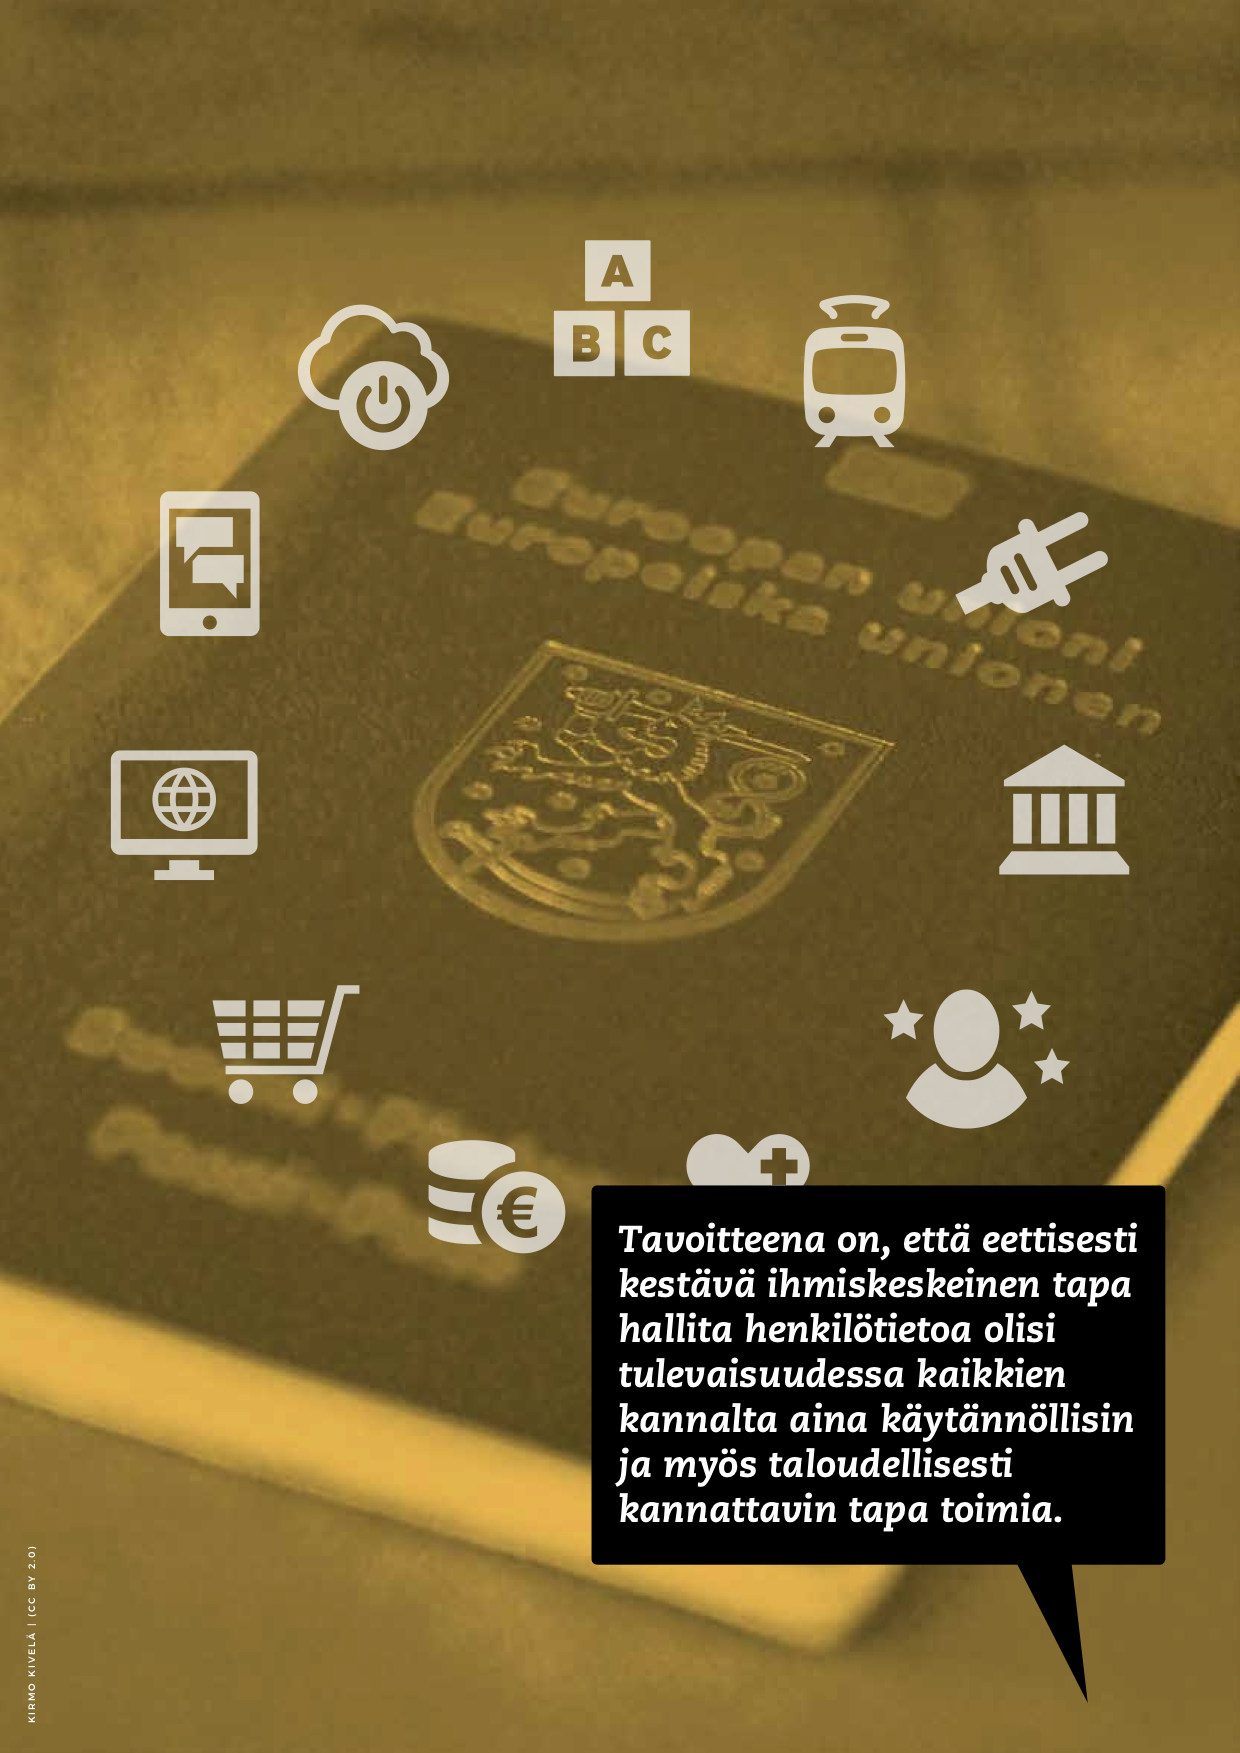 A
B C
Euroopan unioni
Europeiska unionen
€
Tavoitteena on, että eettisesti
kestävä ihmiskeskeinen tapa
hallita henkilötietoa olisi
tulevaisuudessa kaikkien
kannalta aina käytännöllisin
ja myös taloudellisesti
kannattavin tapa toimia.
KIRMO KIVELÄ | (CC BY 2.0)